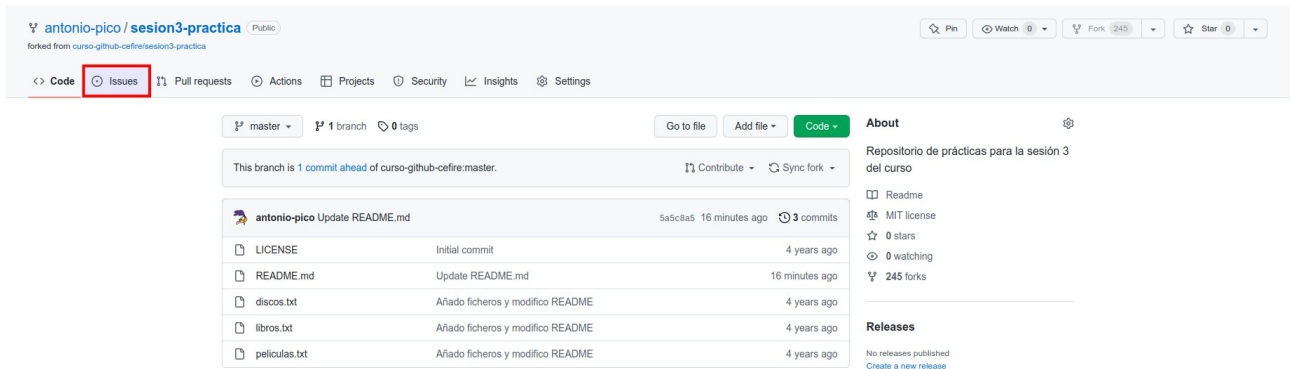 antonio-pico / sesion3-practica Public
Pin Watch 0 Fork 245 Star 0
forked from curso-github-cefire/sesion3-practica
Code Issues Pull requests Actions Projects Security Insights Settings
master 1 branch 0 tags Go to file Add file Code
This branch is 1 commit ahead of curso-github-cefire:master. Contribute Sync fork
antonio-pico Update README.md 5a5c8a5 16 minutes ago 3 commits
LICENSE Initial commit 4 years ago
README.md Update README.md 16 minutes ago
discos.txt Añado ficheros y modifico README 4 years ago
libros.txt Añado ficheros y modifico README 4 years ago
peliculas.txt Añado ficheros y modifico README 4 years ago
About
Repositorio de prácticas para la sesión 3
del curso
Readme
MIT license
0 stars
0 watching
245 forks
Releases
No releases published
Create a new release